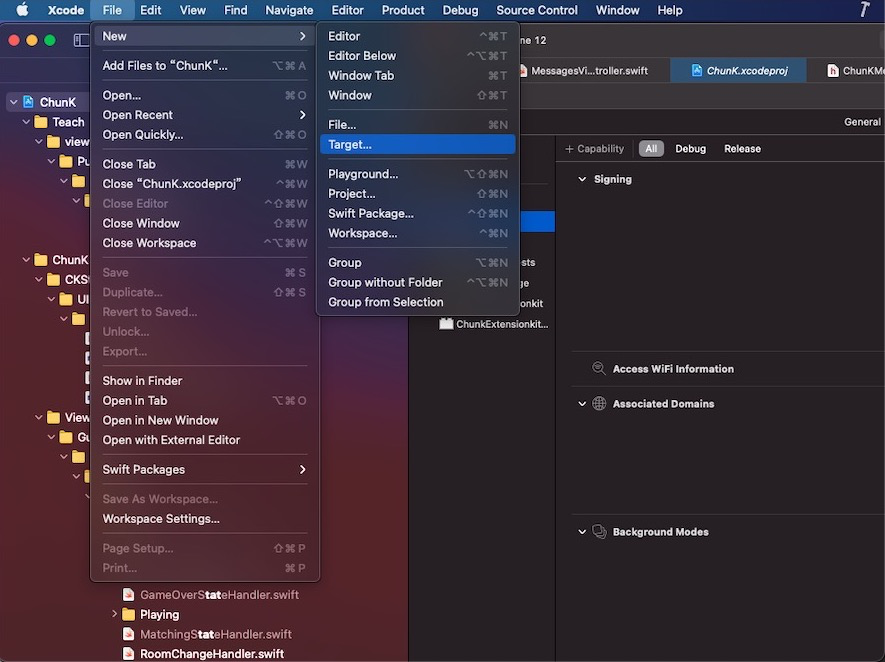 Xcode File Edit View Find Navigate Editor Product Debug Source Control Window Help
New
Add Files to “ChunK”... ⌥⌘A
Open... ⌘O
Open Recent
Open Quickly... ⇧⌘O
Close Tab ⌘W
Close “ChunK.xcodeproj” ^⌘W
Close Editor ^⇧⌘W
Close Window ⇧⌘W
Close Workspace ^⌥⌘W
Save ⌘S
Duplicate... ⇧⌘S
Revert to Saved...
Unlock...
Export...
Show in Finder
Open in Tab ⌥⌘O
Open in New Window
Open with External Editor
Swift Packages
Save As Workspace...
Workspace Settings...
Page Setup... ⇧⌘P
Print... ⌘P
Editor ^⌘T
Editor Below ^⌥⌘T
Window Tab ⌘T
Window ⇧⌘T
File... ⌘N
Target...
Playground... ⌥⇧⌘N
Project... ⇧⌘N
Swift Package... ^⇧⌘N
Workspace... ^⌘N
Group ⌥⌘N
Group without Folder ^⌥⌘N
Group from Selection
ChunK
Teach
view
Pu
ChunK
CKS
UI
View
Gu
GameOverStateHandler.swift
Playing
MatchingStateHandler.swift
RoomChangeHandler.swift
ne 12
MessagesVi...troller.swift ChunK.xcodeproj ChunKM
General
sts
ge
onkit
ChunkExtensionkit...
+ Capability All Debug Release
Signing
Access WiFi Information
Associated Domains
Background Modes